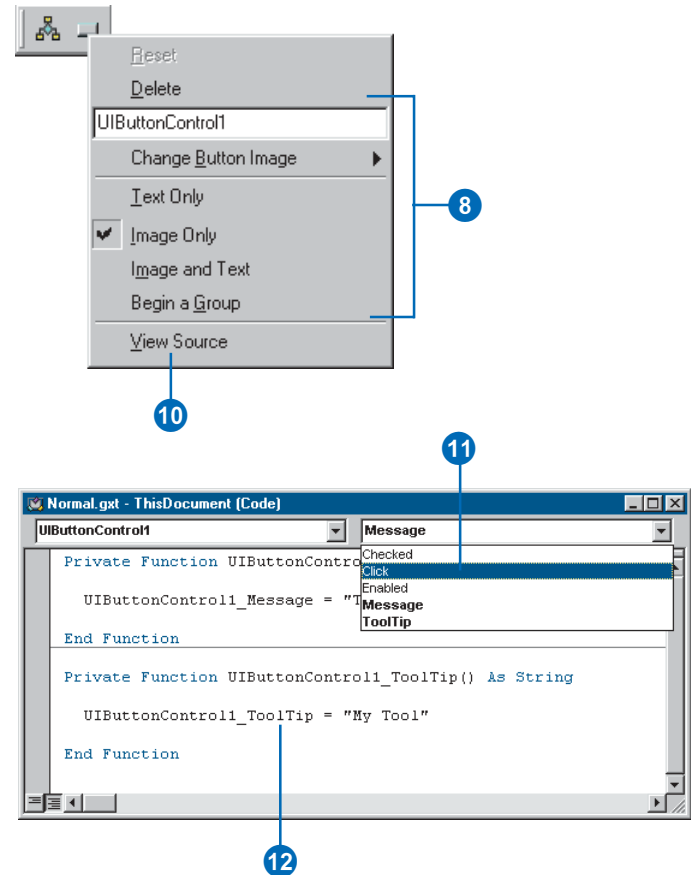 Reset
Delete
UIButtonControl1
Change Button Image
8
Text Only
Image Only
Image and Text
Begin a Group
View Source
10
11
Normal.gxt - ThisDocument (Code)
UIButtonControl1 Message
Private Function UIButtonContro
Checked
Click
Enabled
UIButtonControl1_Message = "T
Message
ToolTip
End Function
Private Function UIButtonControl1_ToolTip() As String
UIButtonControl1_ToolTip = "My Tool"
End Function
12